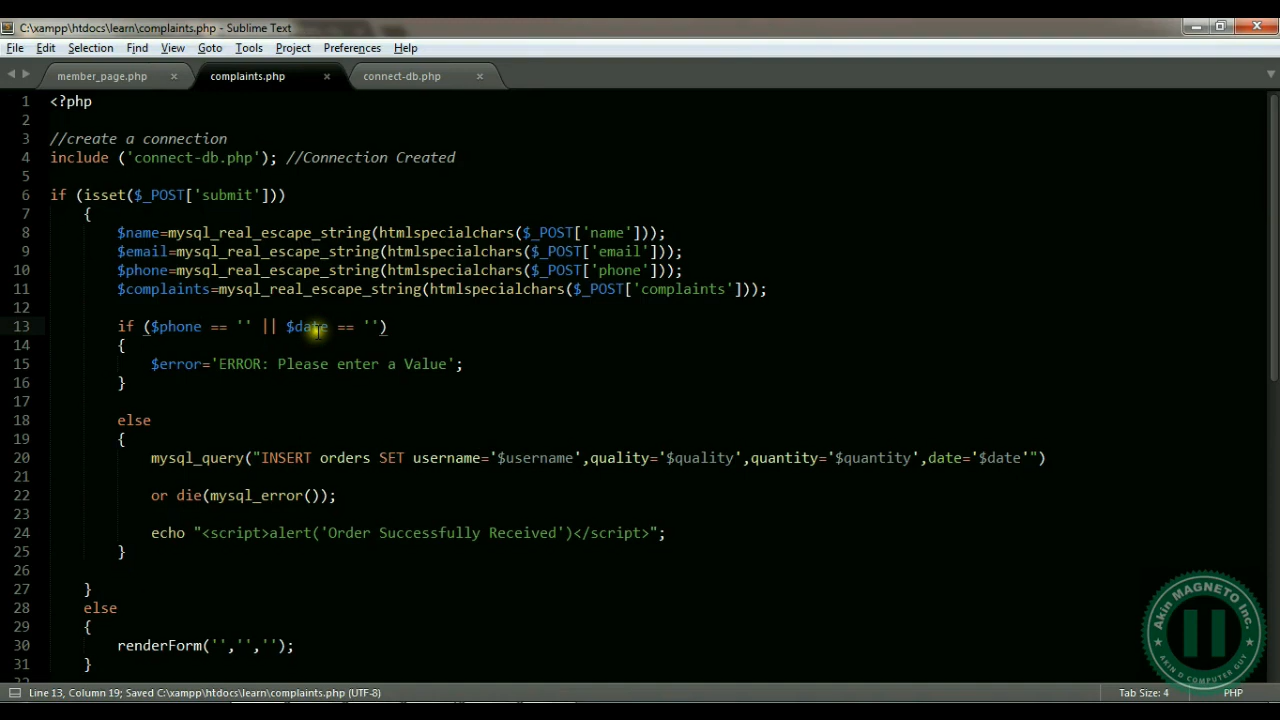 C:\xampp\htdocs\learn\complaints.php - Sublime Text
File Edit Selection Find View Goto Tools Project Preferences Help
member_page.php × complaints.php × connect-db.php ×
1 <?php
2
3 //create a connection
4 include ('connect-db.php'); //Connection Created
5
6 if (isset($_POST['submit']))
7 {
8 $name=mysql_real_escape_string(htmlspecialchars($_POST['name']));
9 $email=mysql_real_escape_string(htmlspecialchars($_POST['email']));
10 $phone=mysql_real_escape_string(htmlspecialchars($_POST['phone']));
11 $complaints=mysql_real_escape_string(htmlspecialchars($_POST['complaints']));
12
13 if ($phone == '' || $date == '')
14 {
15 $error='ERROR: Please enter a Value';
16 }
17
18 else
19 {
20 mysql_query("INSERT orders SET username='$username',quality='$quality',quantity='$quantity',date='$date'")
21
22 or die(mysql_error());
23
24 echo "<script>alert('Order Successfully Received')</script>";
25 }
26
27 }
28 else
29 {
30 renderForm('','','');
31 }
32
Akin MAGNETO Inc.
AKIN D COMPUTER GUY
Line 13, Column 19; Saved C:\xampp\htdocs\learn\complaints.php (UTF-8) Tab Size: 4 PHP